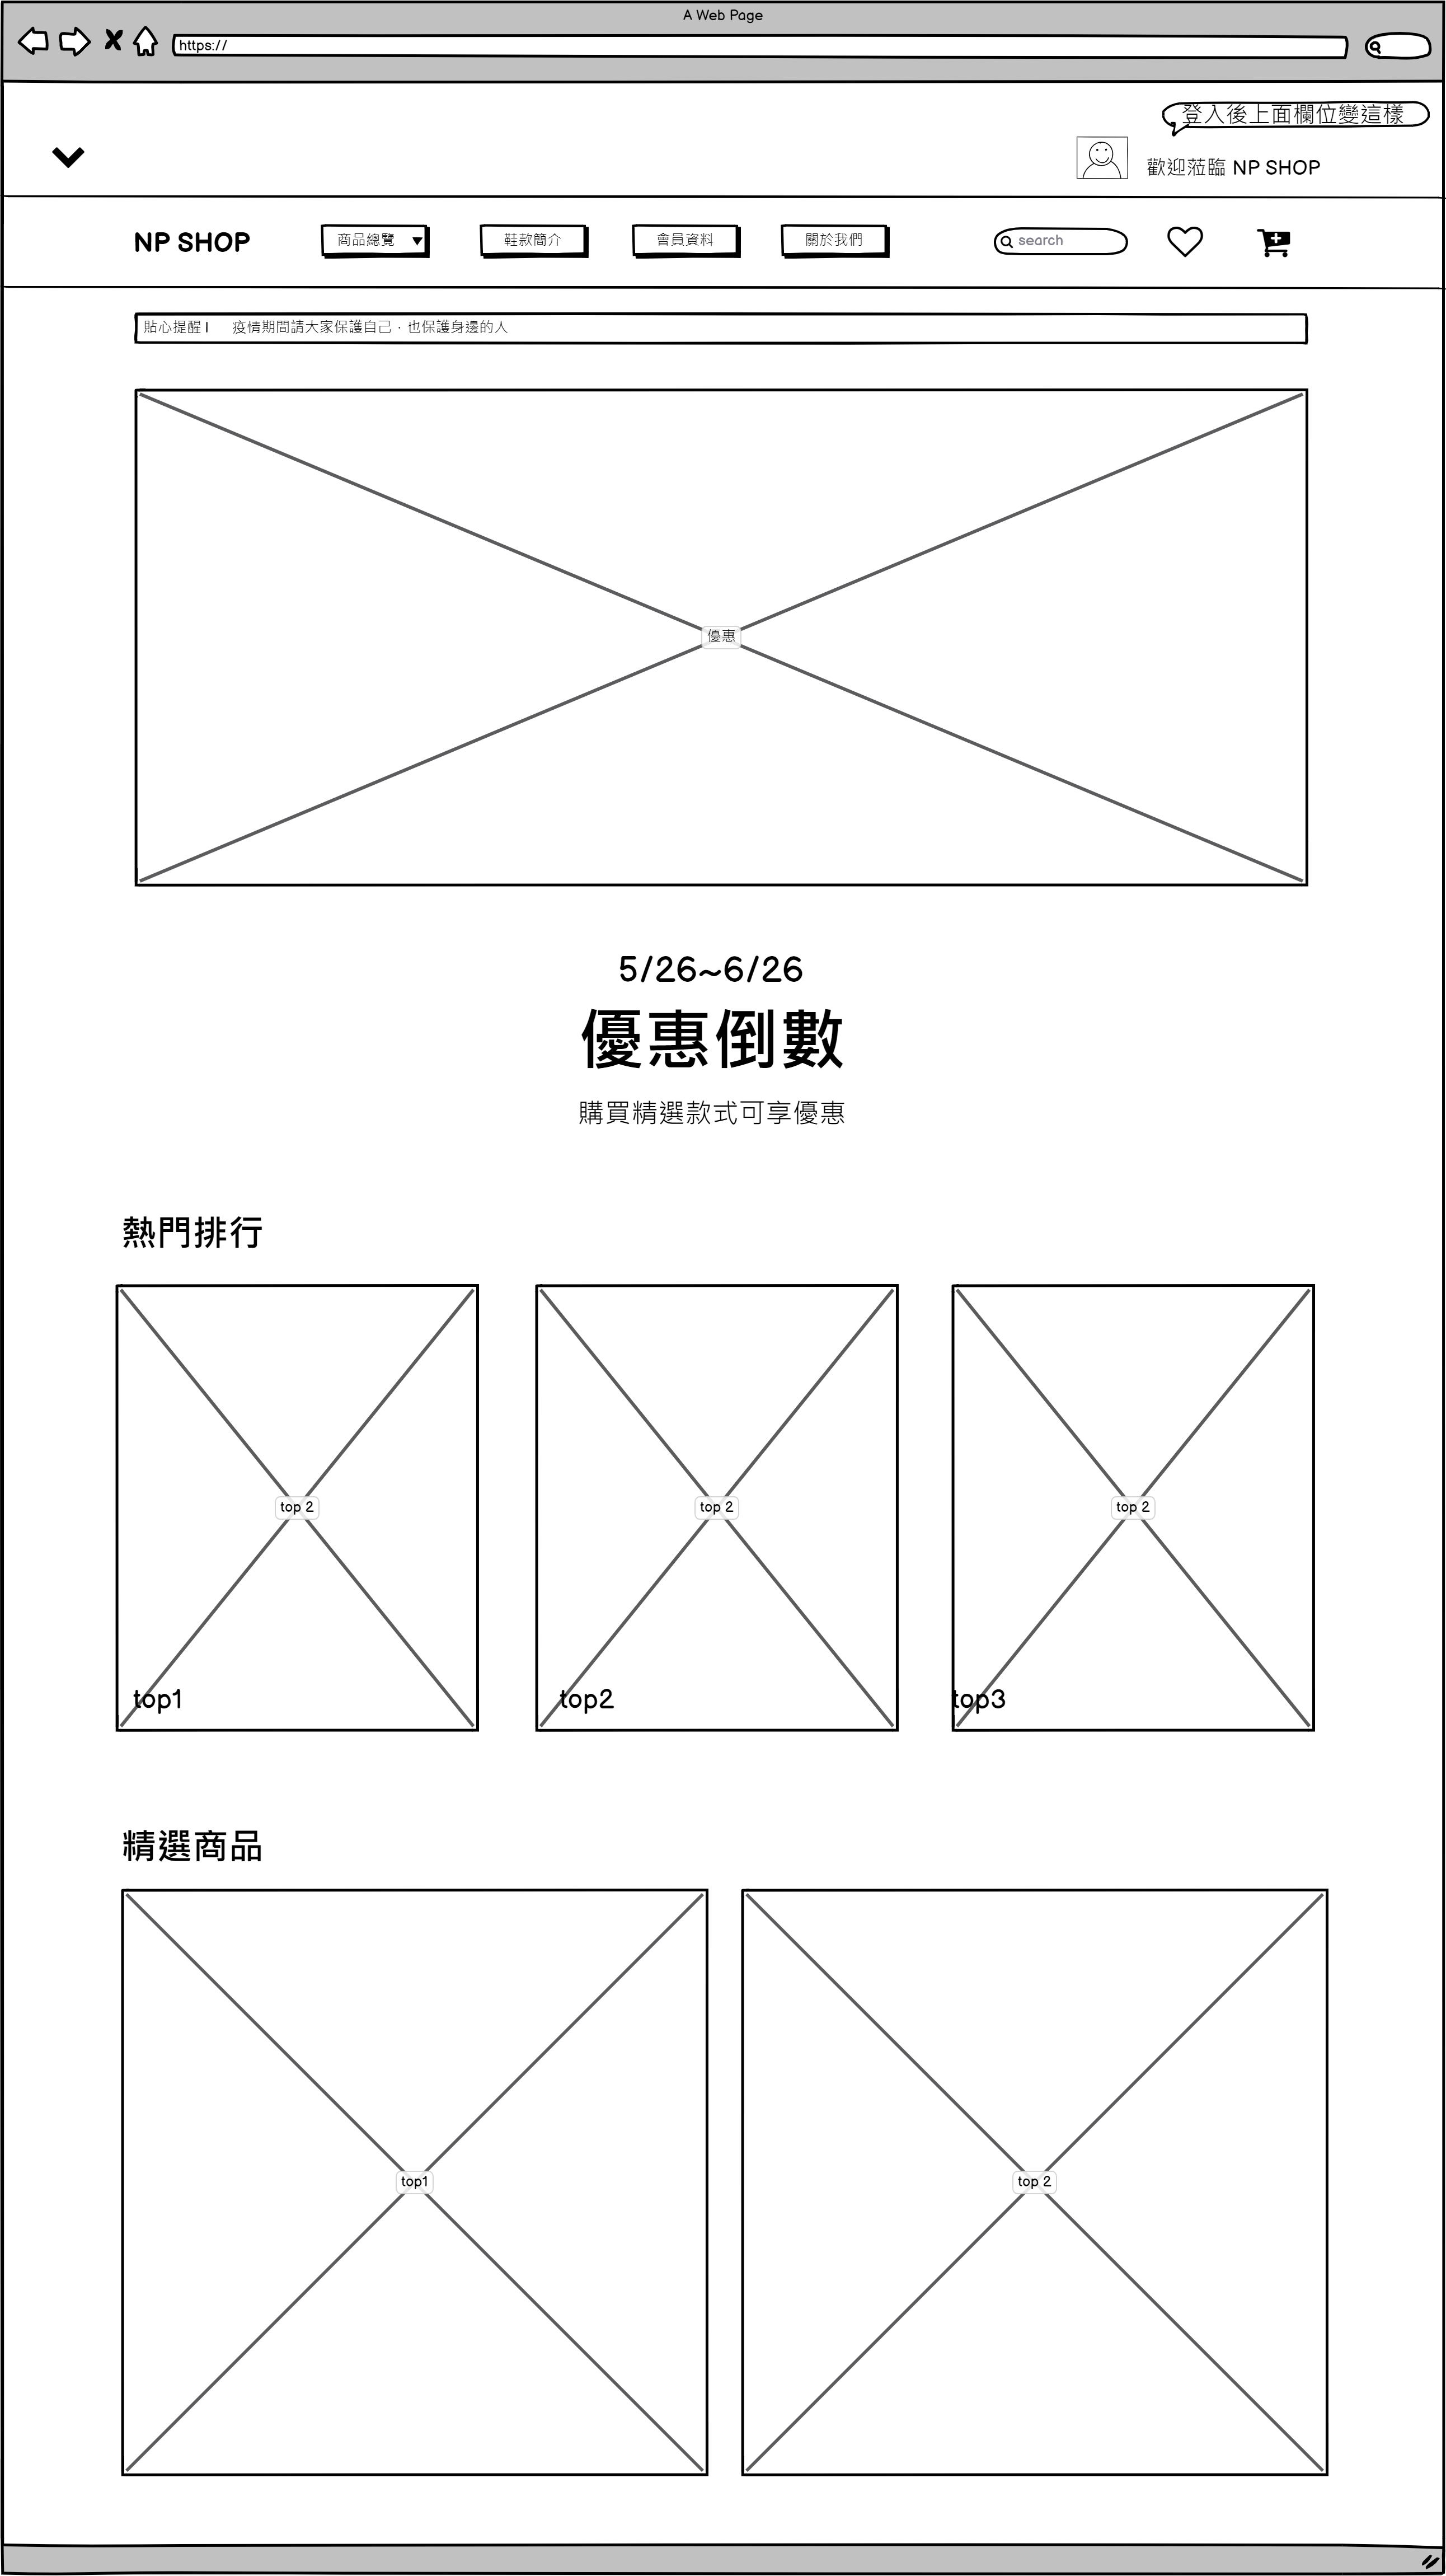 A Web Page
https://
登入後上面欄位變這樣
歡迎蒞臨 NP SHOP
NP SHOP 商品總覽 鞋款簡介 會員資料 關於我們 search
貼心提醒 | 疫情期間請大家保護自己，也保護身邊的人
優惠
5/26~6/26
優惠倒數
購買精選款式可享優惠
熱門排行
top 2 top 2 top 2
top1 top2 top3
精選商品
top1 top 2